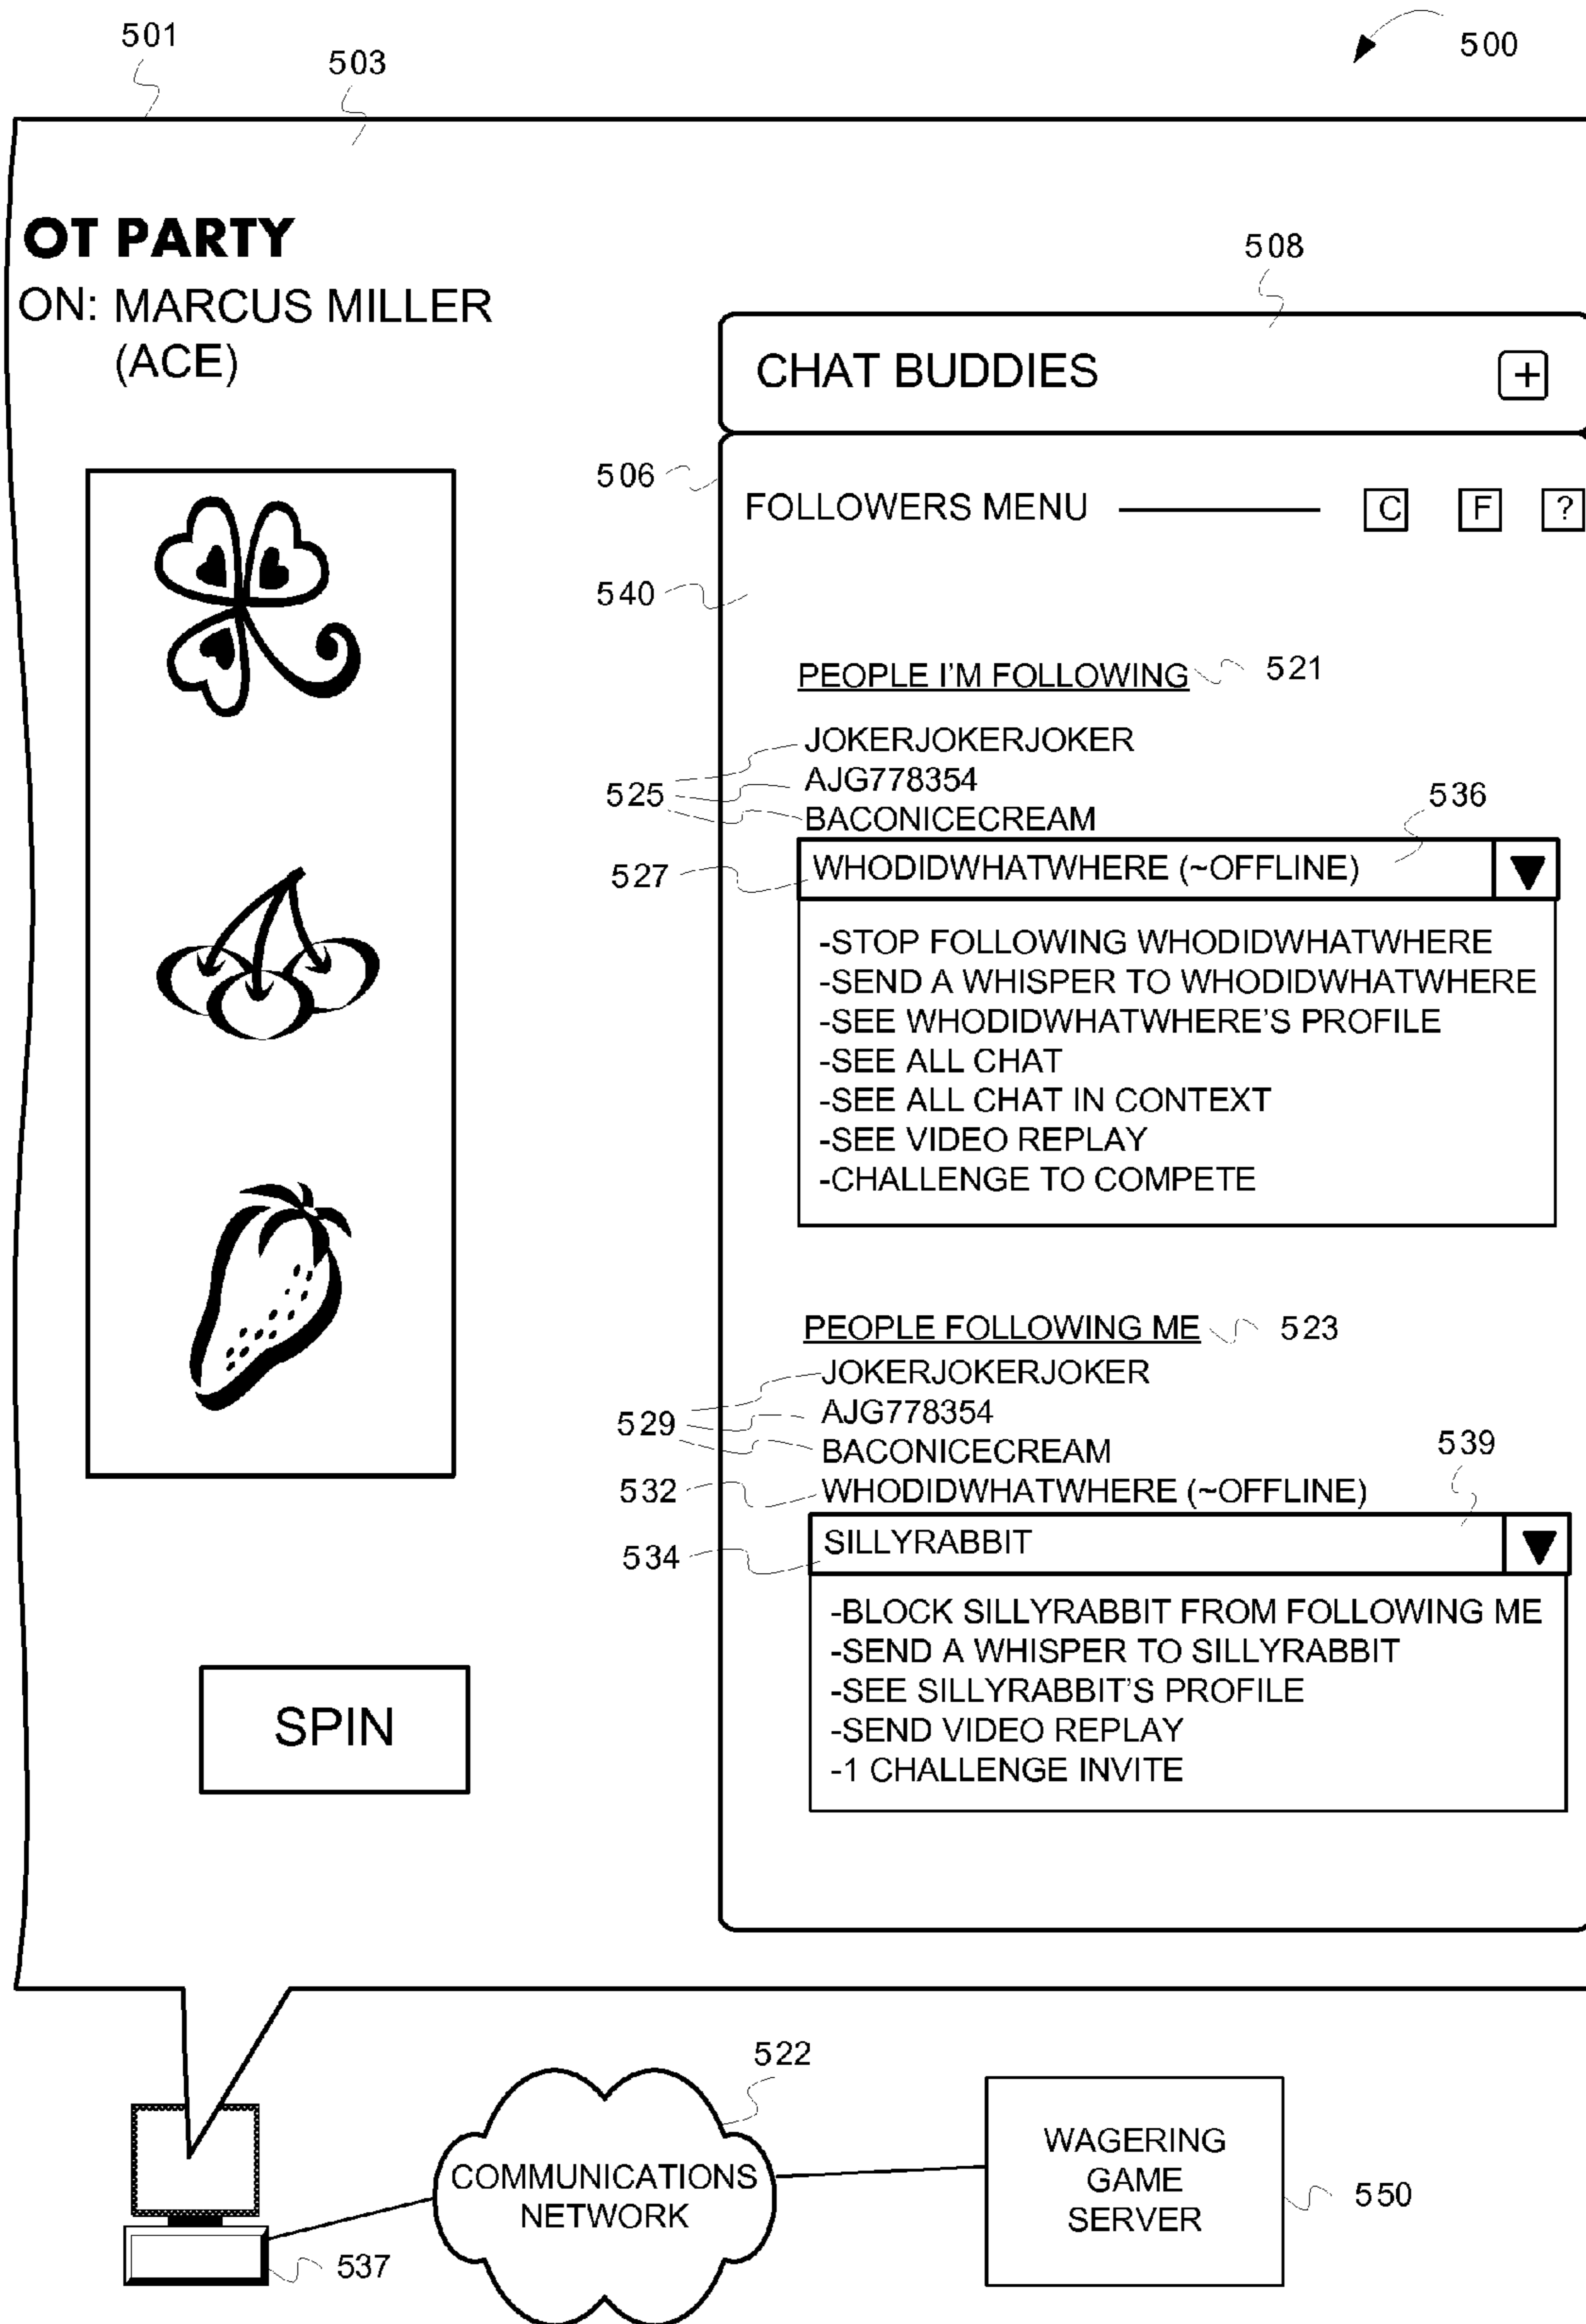 501
503
500
OT PARTY
ON: MARCUS MILLER
(ACE)
508
CHAT BUDDIES +
506
FOLLOWERS MENU C F ?
540
PEOPLE I'M FOLLOWING 521
JOKERJOKERJOKER
525 AJG778354
BACONICECREAM
536
527 WHODIDWHATWHERE (~OFFLINE)
-STOP FOLLOWING WHODIDWHATWHERE
-SEND A WHISPER TO WHODIDWHATWHERE
-SEE WHODIDWHATWHERE'S PROFILE
-SEE ALL CHAT
-SEE ALL CHAT IN CONTEXT
-SEE VIDEO REPLAY
-CHALLENGE TO COMPETE
PEOPLE FOLLOWING ME 523
JOKERJOKERJOKER
529 AJG778354
BACONICECREAM
539
532 WHODIDWHATWHERE (~OFFLINE)
534 SILLYRABBIT
-BLOCK SILLYRABBIT FROM FOLLOWING ME
-SEND A WHISPER TO SILLYRABBIT
-SEE SILLYRABBIT'S PROFILE
-SEND VIDEO REPLAY
-1 CHALLENGE INVITE
SPIN
522
COMMUNICATIONS
NETWORK
WAGERING
GAME
SERVER
550
537